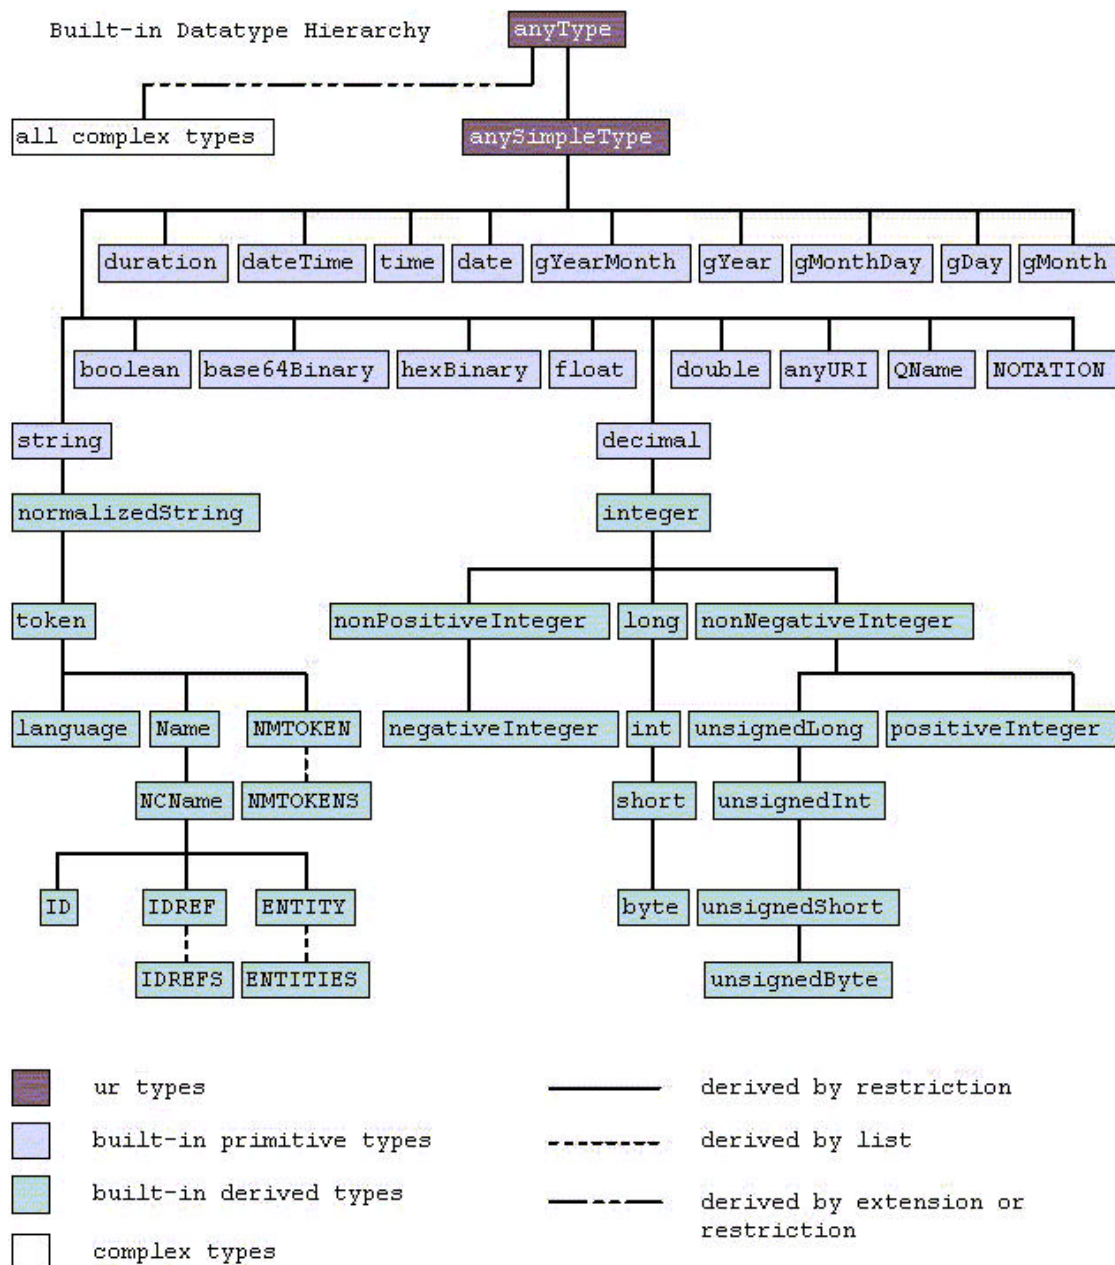 Built-in Datatype Hierarchy
anyType
all complex types
anySimpleType
duration
dateTime
time
date
gYearMonth
gYear
gMonthDay
gDay
gMonth
boolean
base64Binary
hexBinary
float
double
anyURI
QName
NOTATION
string
decimal
normalizedString
integer
token
nonPositiveInteger
long
nonNegativeInteger
language
Name
NMTOKEN
negativeInteger
int
unsignedLong
positiveInteger
NCName
NMTOKENS
short
unsignedInt
ID
IDREF
ENTITY
byte
unsignedShort
IDREFS
ENTITIES
unsignedByte
ur types
derived by restriction
built-in primitive types
derived by list
built-in derived types
derived by extension or
restriction
complex types